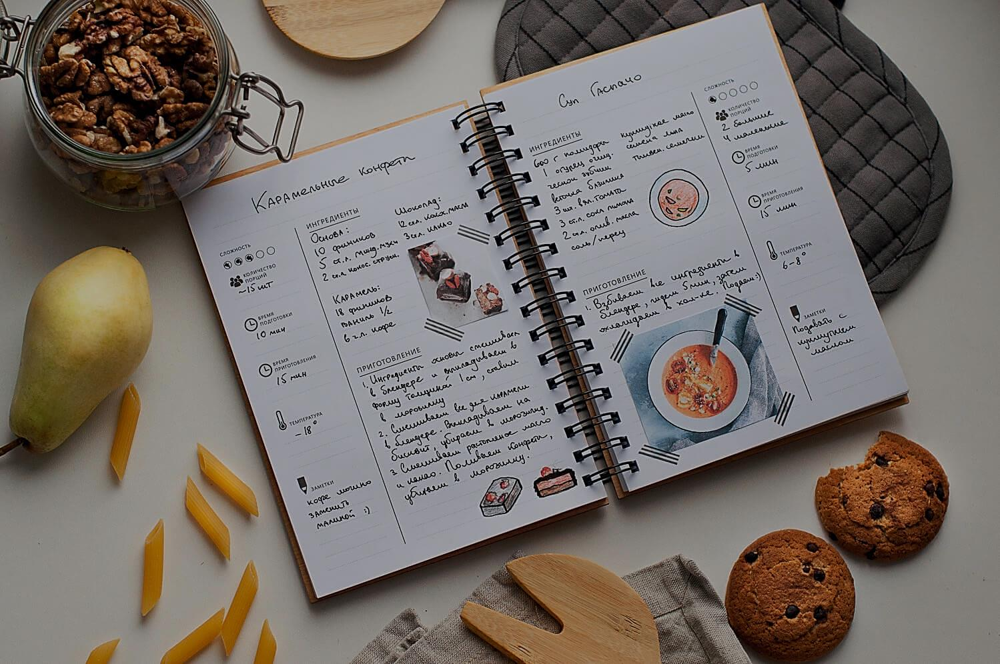 Карамельные конфеты
СЛОЖНОСТЬ
КОЛИЧЕСТВО
ПОРЦИЙ
~15 шт
ВРЕМЯ
ПОДГОТОВКИ
10 мин
ВРЕМЯ
ПРИГОТОВЛЕНИЯ
15 мин
ТЕМПЕРАТУРА
-18°
ЗАМЕТКИ
кофе можно
заменить
малиной :)
ИНГРЕДИЕНТЫ
Основа:
10 фиников
5 ст.л. минд. муки
2 ст.л. кокос. струж.
Карамель:
18 фиников
ваниль 1/2
6 г.л. кофе
Шоколад:
12 ст.л. кокос. масла
3 ст.л. какао
ПРИГОТОВЛЕНИЕ
1. Ингредиенты основы смешиваем
в блендере и выкладываем в
форму толщиной 1 см, ставим
в морозилку
2. Смешиваем все для карамели
в блендере. Выкладываем на
бисквит, убираем в морозилку.
3. Смешиваем растопленое масло
и какао. Поливаем конфеты,
убираем в морозилку.
Суп Гаспачо
ИНГРЕДИЕНТЫ
600 г помидоры
1 огурец очищ.
чеснок зубчик
веточка базилика
3 шт. вял. томата
3 ст.л. сока лимона
2 ст.л. олив. масла
соль/перец
кунжутное масло
семена льна
тыквен. семечки
ПРИГОТОВЛЕНИЕ
1. Взбиваем все ингредиенты в
блендере, 5 мин, затем
охлаждаем в хол-ке. Подаем :)
СЛОЖНОСТЬ
КОЛИЧЕСТВО
ПОРЦИЙ
2 большие
4 маленькие
ВРЕМЯ
ПОДГОТОВКИ
5 мин
ВРЕМЯ
ПРИГОТОВЛЕНИЯ
15 мин
ТЕМПЕРАТУРА
6-8°
ЗАМЕТКИ
Подавать с
кунжутным
маслом